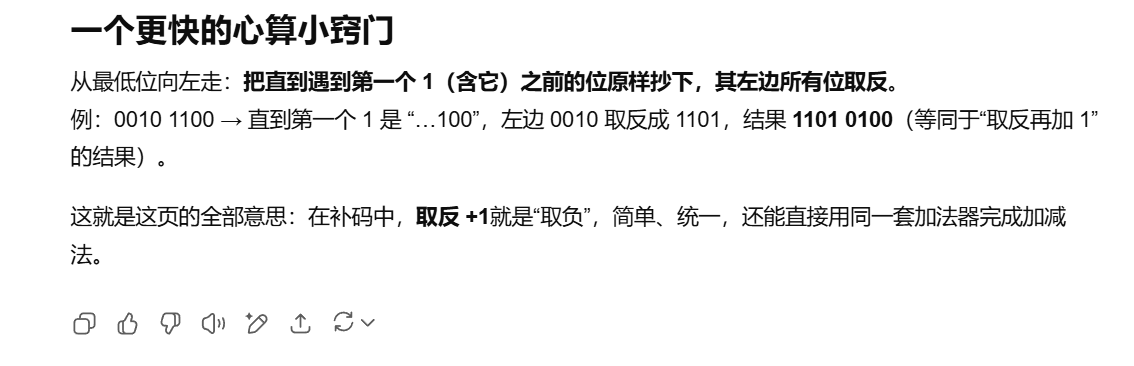 一个更快的心算小窍门
从最低位向左走：把直到遇到第一个 1（含它）之前的位原样抄下，其左边所有位取反。
例：0010 1100 → 直到第一个 1 是 “…100”，左边 0010 取反成 1101，结果 1101 0100（等同于“取反再加 1”
的结果）。
这就是这页的全部意思：在补码中，取反 +1就是“取负”，简单、统一，还能直接用同一套加法器完成加减
法。